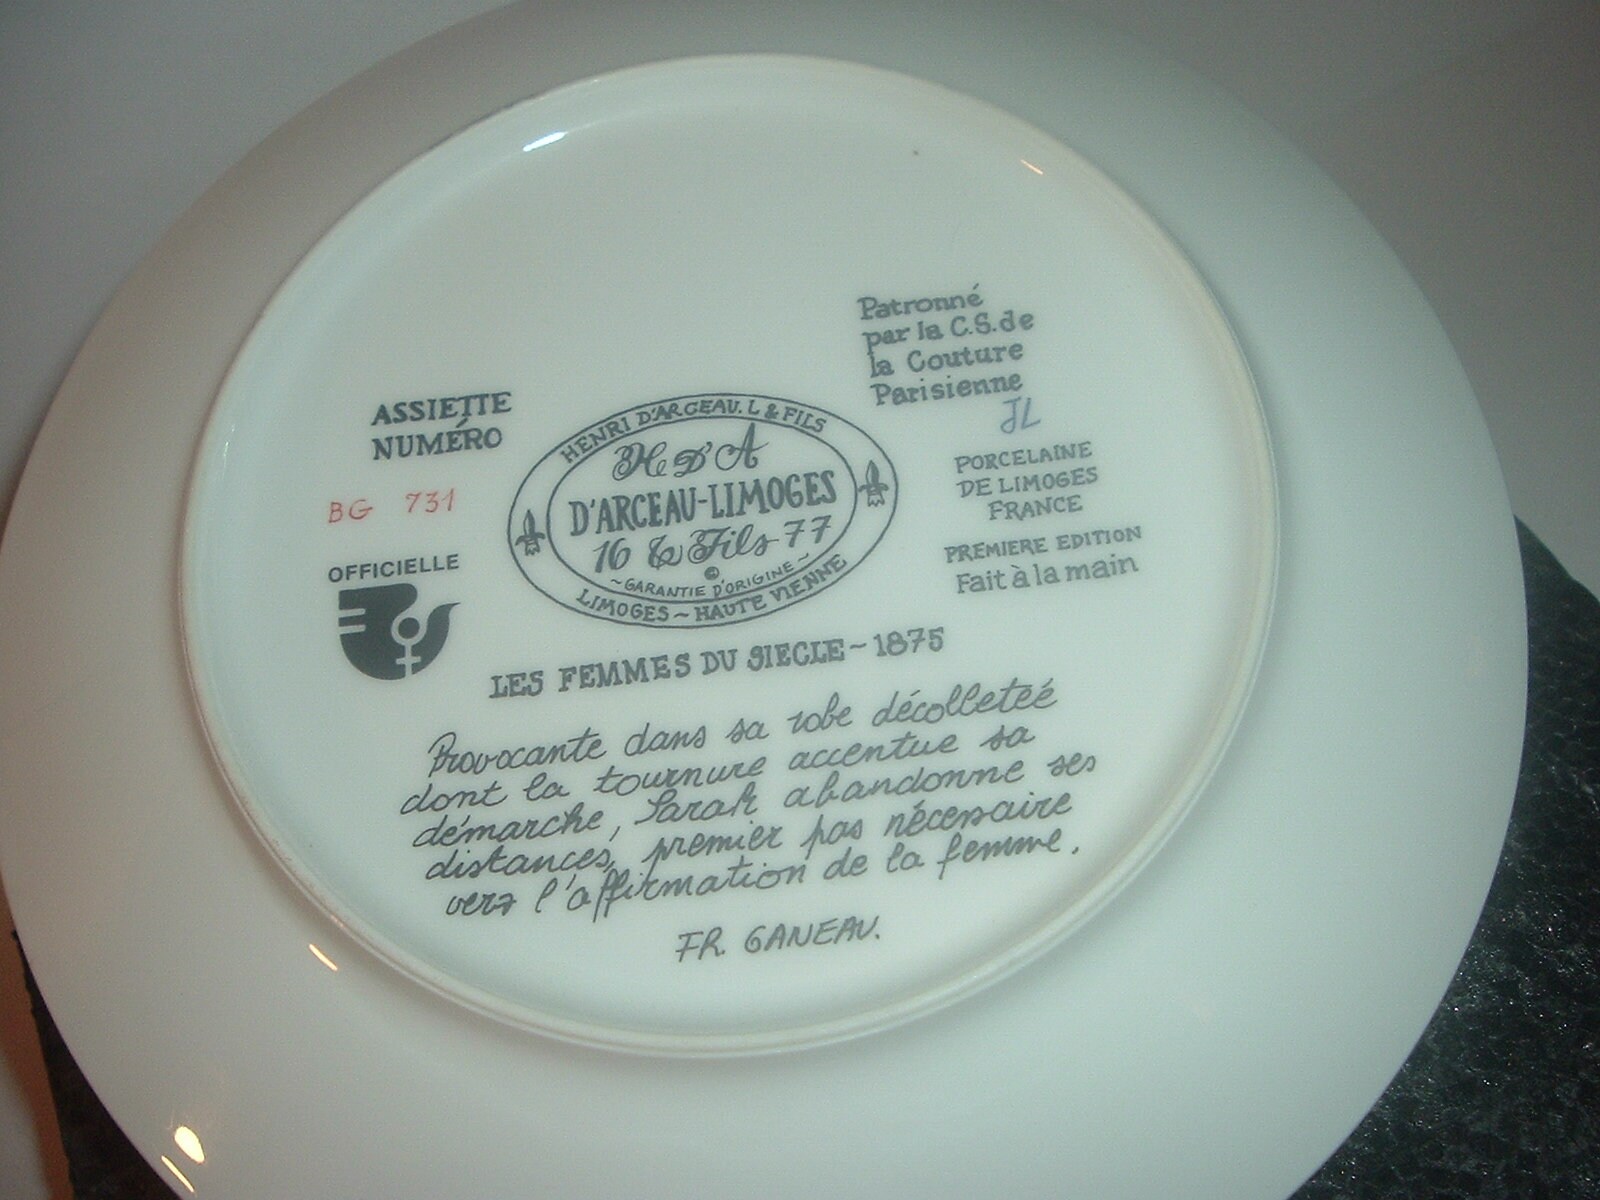 Patronné
par la C.S. de
la Couture
Parisienne
JL
ASSIETTE
NUMÉRO
BG 731
OFFICIELLE
HENRI D'ARCEAU. L & FILS
H D'A
D'ARCEAU-LIMOGES
16 & Fils 77
©
~GARANTIE D'ORIGINE~
LIMOGES ~ HAUTE VIENNE
PORCELAINE
DE LIMOGES
FRANCE
PREMIERE EDITION
Fait à la main
LES FEMMES DU SIECLE ~ 1875
Provocante dans sa robe décolleteé
dont la tournure accentue sa
démarche, Sarah abandonne ses
distances, premier pas nécessaire
vers l'affirmation de la femme.
FR. GANEAU.